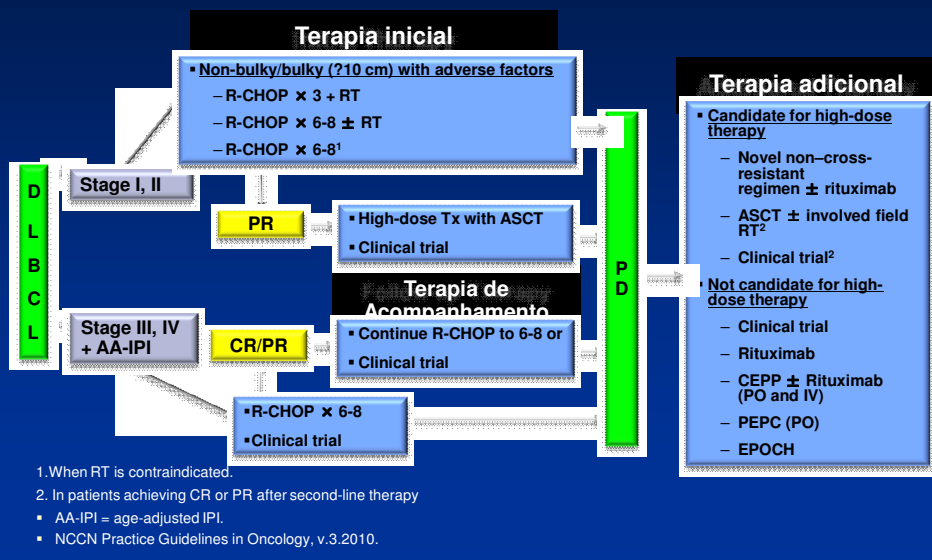 Terapia inicial
▪ Non-bulky/bulky (?10 cm) with adverse factors
– R-CHOP × 3 + RT
– R-CHOP × 6-8 ± RT
– R-CHOP × 6-8¹
Terapia adicional
▪ Candidate for high-dose
therapy
– Novel non–cross-
resistant
regimen ± rituximab
– ASCT ± involved field
RT²
– Clinical trial²
▪ Not candidate for high-
dose therapy
– Clinical trial
– Rituximab
– CEPP ± Rituximab
(PO and IV)
– PEPC (PO)
– EPOCH
D
L
B
C
L
Stage I, II
PR
▪ High-dose Tx with ASCT
▪ Clinical trial
P
D
Terapia de
Acompanhamento
Stage III, IV
+ AA-IPI
CR/PR
▪ Continue R-CHOP to 6-8 or
▪ Clinical trial
▪R-CHOP × 6-8
▪Clinical trial
1.When RT is contraindicated.
2. In patients achieving CR or PR after second-line therapy
▪ AA-IPI = age-adjusted IPI.
▪ NCCN Practice Guidelines in Oncology, v.3.2010.